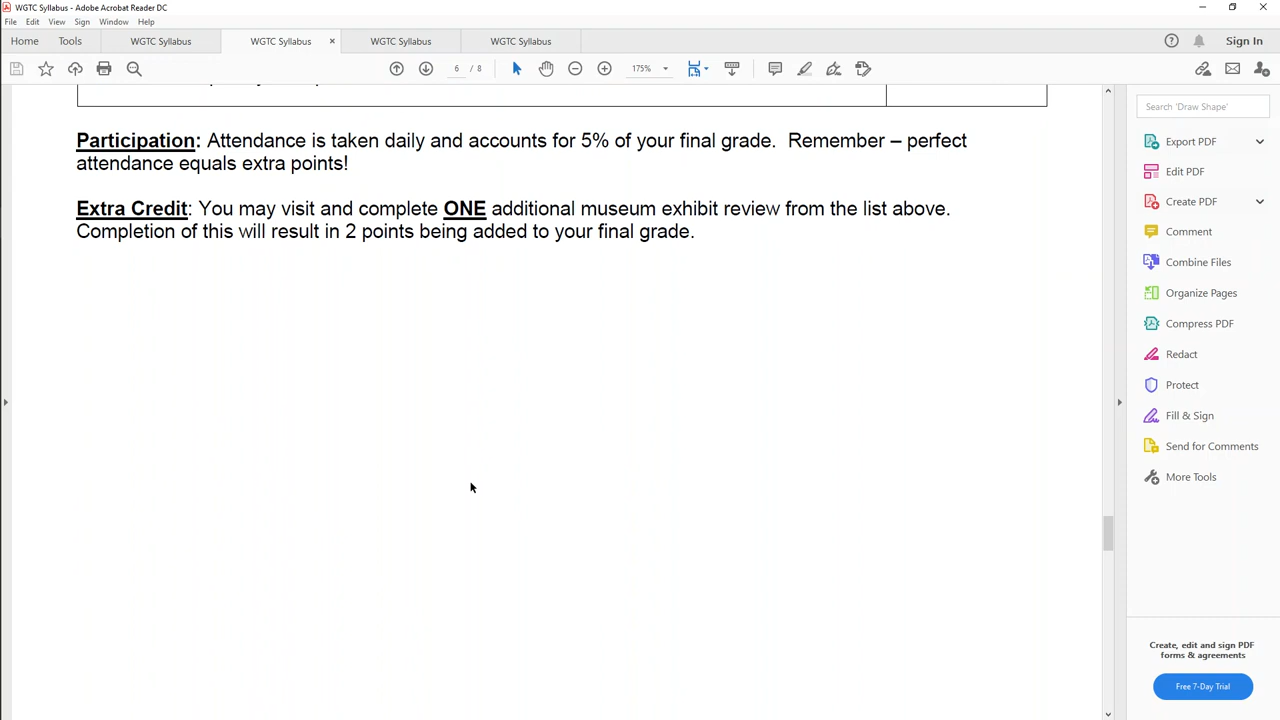 WGTC Syllabus - Adobe Acrobat Reader DC
File Edit View Sign Window Help
Home Tools WGTC Syllabus WGTC Syllabus × WGTC Syllabus WGTC Syllabus Sign In
6 / 8 175%
Participation: Attendance is taken daily and accounts for 5% of your final grade. Remember – perfect
attendance equals extra points!
Extra Credit: You may visit and complete ONE additional museum exhibit review from the list above.
Completion of this will result in 2 points being added to your final grade.
Search 'Draw Shape'
Export PDF
Edit PDF
Create PDF
Comment
Combine Files
Organize Pages
Compress PDF
Redact
Protect
Fill & Sign
Send for Comments
More Tools
Create, edit and sign PDF
forms & agreements
Free 7-Day Trial